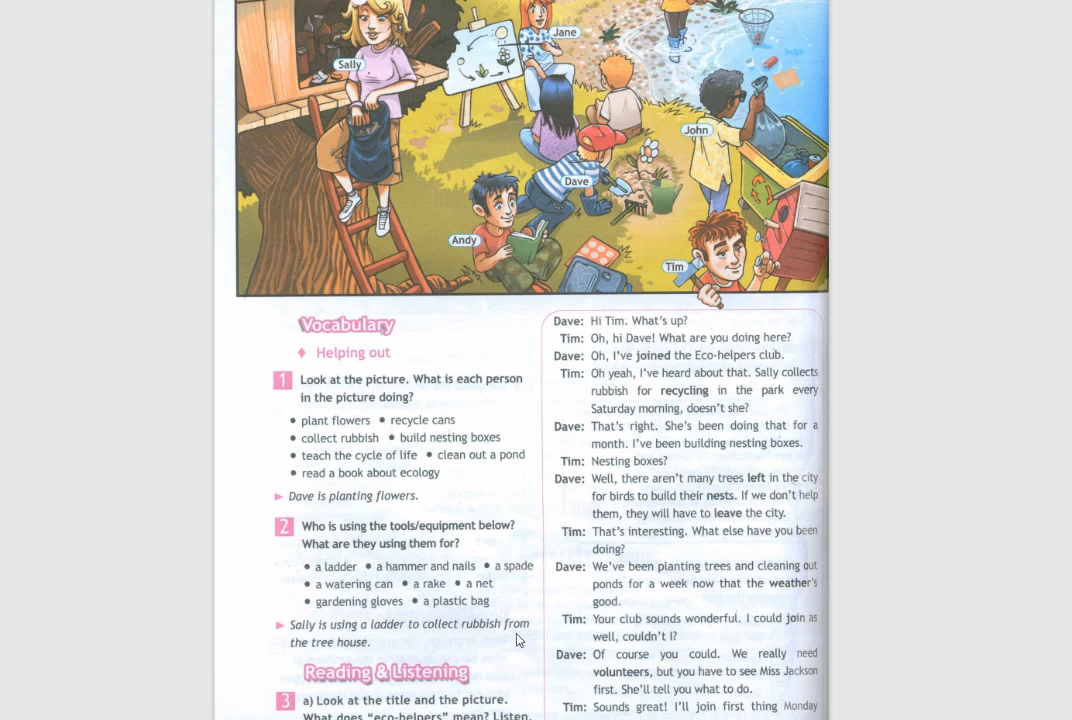 Jane
Sally
John
Dave
Andy
Tim
Vocabulary
♦ Helping out
1 Look at the picture. What is each person
in the picture doing?
• plant flowers • recycle cans
• collect rubbish • build nesting boxes
• teach the cycle of life • clean out a pond
• read a book about ecology
► Dave is planting flowers.
2 Who is using the tools/equipment below?
What are they using them for?
• a ladder • a hammer and nails • a spade
• a watering can • a rake • a net
• gardening gloves • a plastic bag
► Sally is using a ladder to collect rubbish from
the tree house.
Reading & Listening
3 a) Look at the title and the picture.
What does “eco-helpers” mean? Listen,
Dave: Hi Tim. What's up?
Tim: Oh, hi Dave! What are you doing here?
Dave: Oh, I've joined the Eco-helpers club.
Tim: Oh yeah, I've heard about that. Sally collects
rubbish for recycling in the park every
Saturday morning, doesn't she?
Dave: That's right. She's been doing that for a
month. I've been building nesting boxes.
Tim: Nesting boxes?
Dave: Well, there aren't many trees left in the city
for birds to build their nests. If we don't help
them, they will have to leave the city.
Tim: That's interesting. What else have you been
doing?
Dave: We've been planting trees and cleaning out
ponds for a week now that the weather's
good.
Tim: Your club sounds wonderful. I could join as
well, couldn't I?
Dave: Of course you could. We really need
volunteers, but you have to see Miss Jackson
first. She'll tell you what to do.
Tim: Sounds great! I'll join first thing Monday